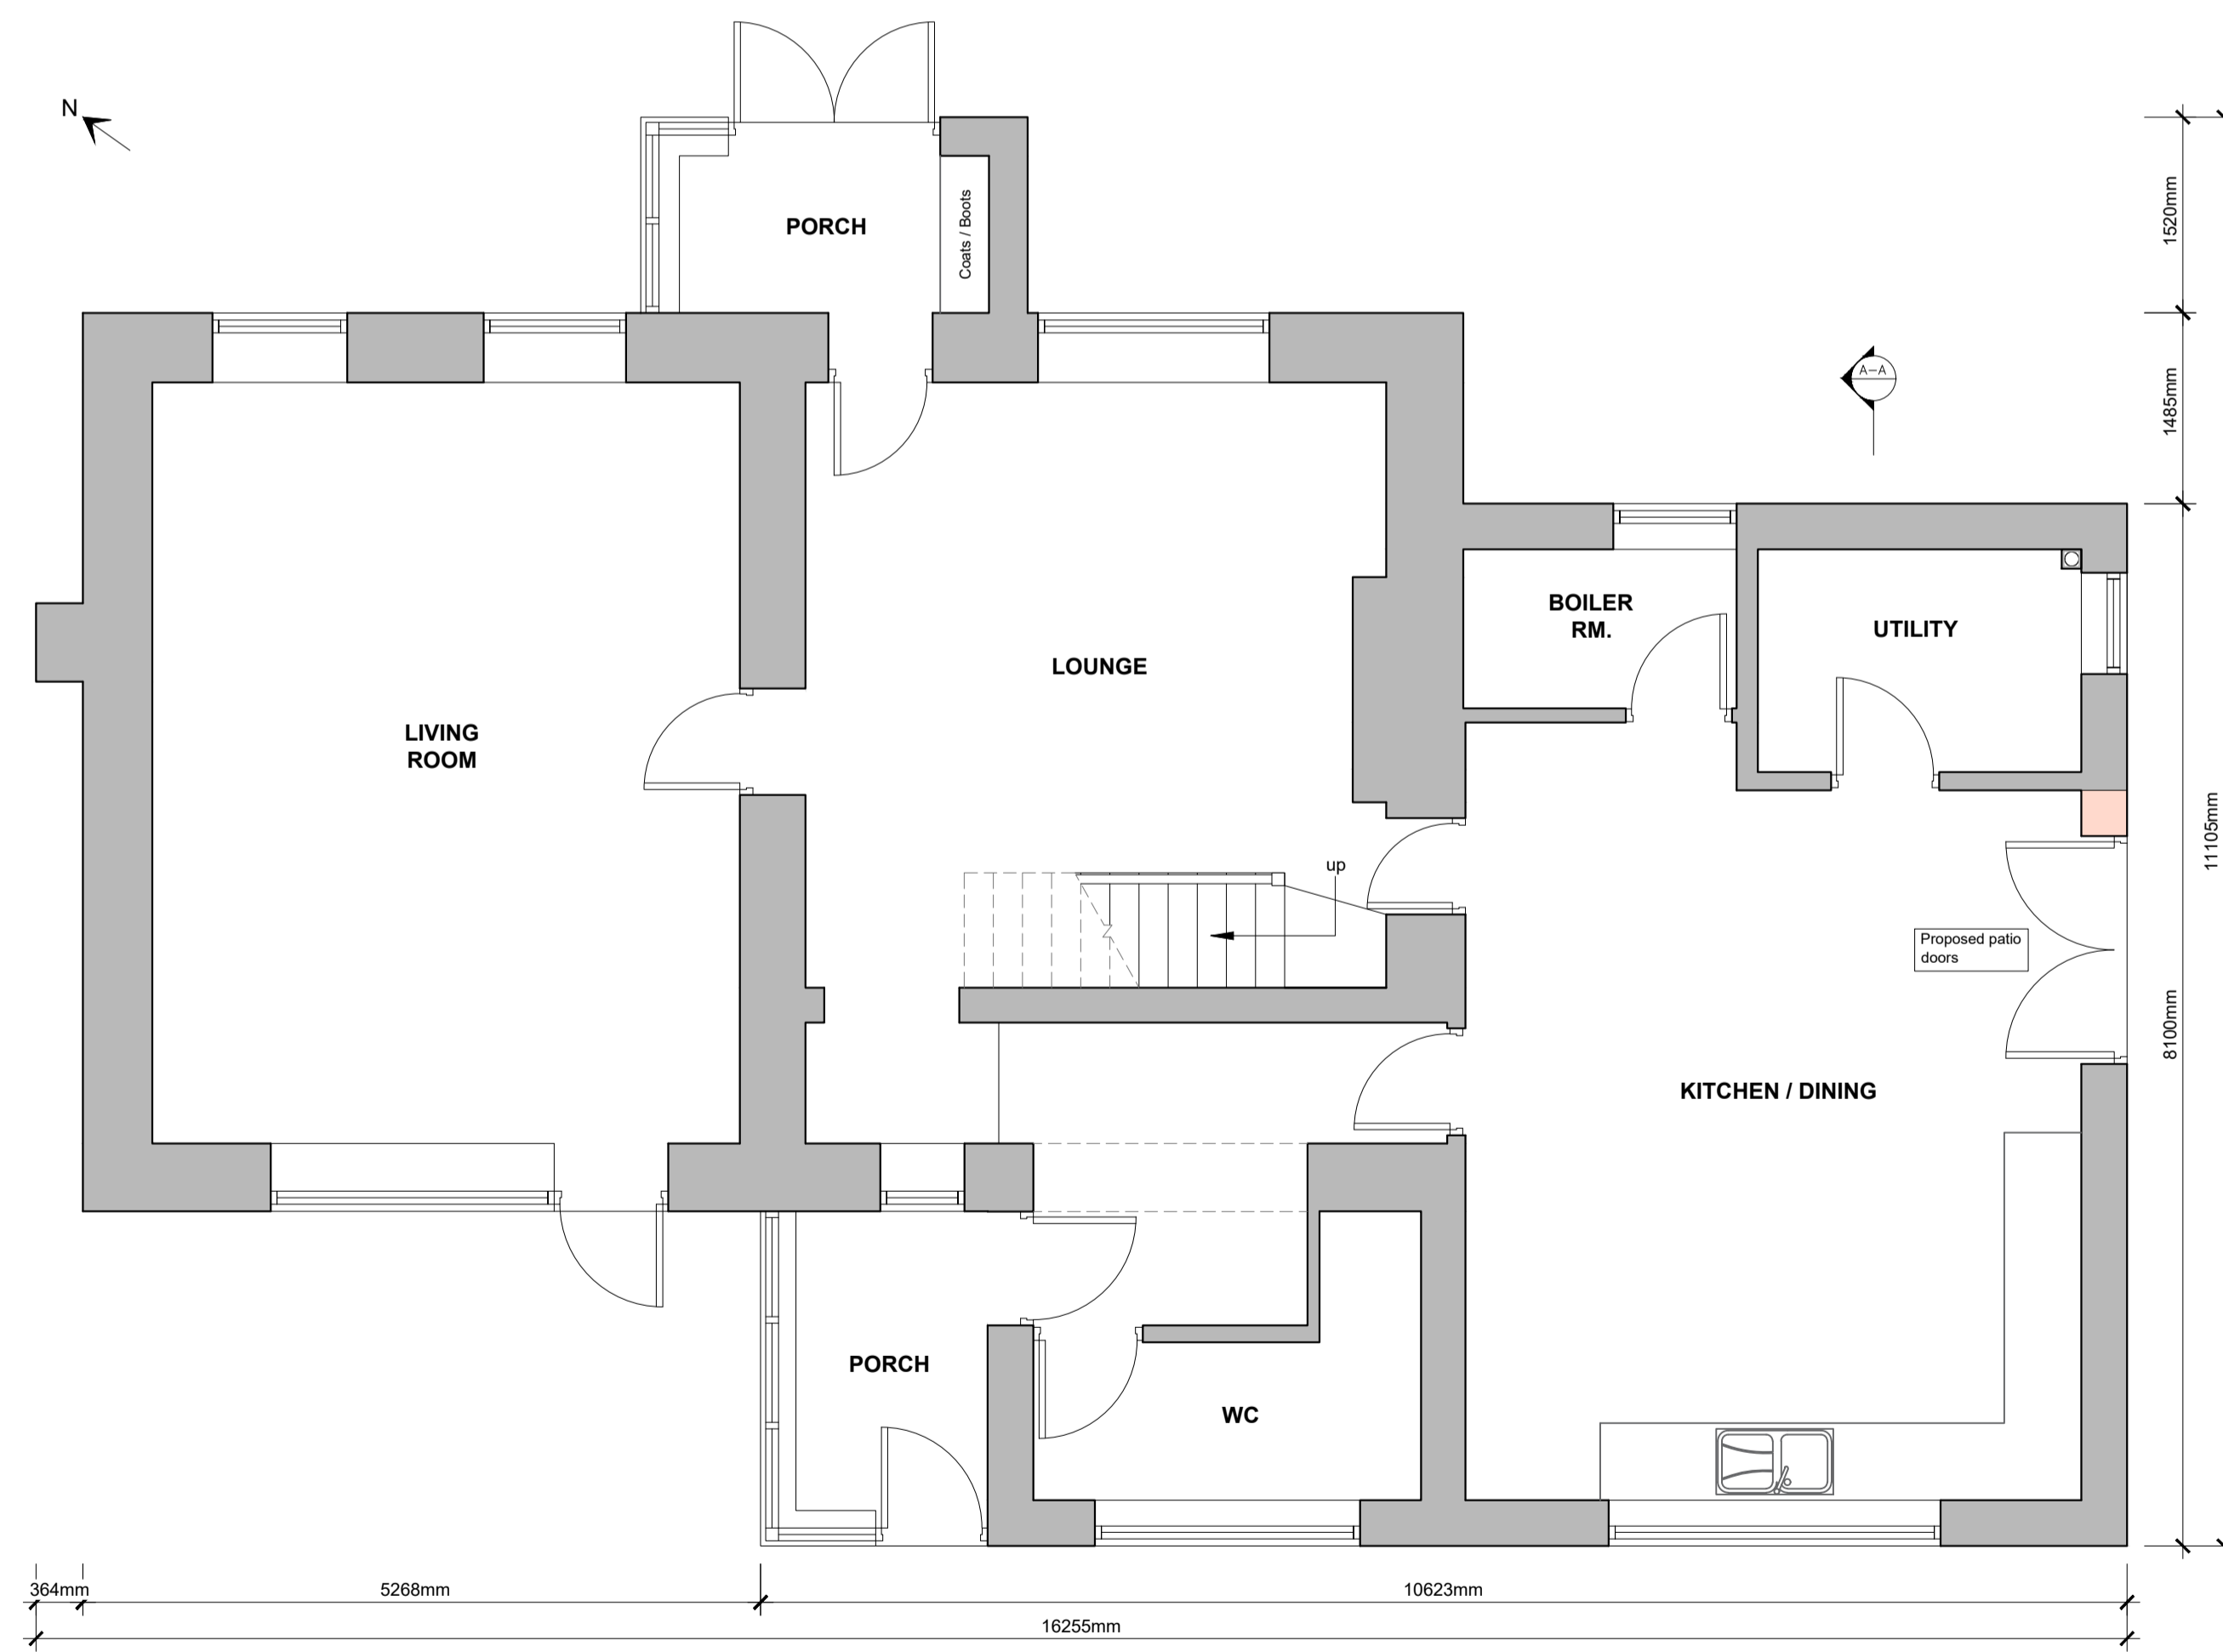 N
PORCH
Coats / Boots
1520mm
A-A
1485mm
BOILER
RM.
UTILITY
LOUNGE
LIVING
ROOM
11105mm
up
Proposed patio
doors
8100mm
KITCHEN / DINING
PORCH
WC
364mm
5268mm
10623mm
16255mm